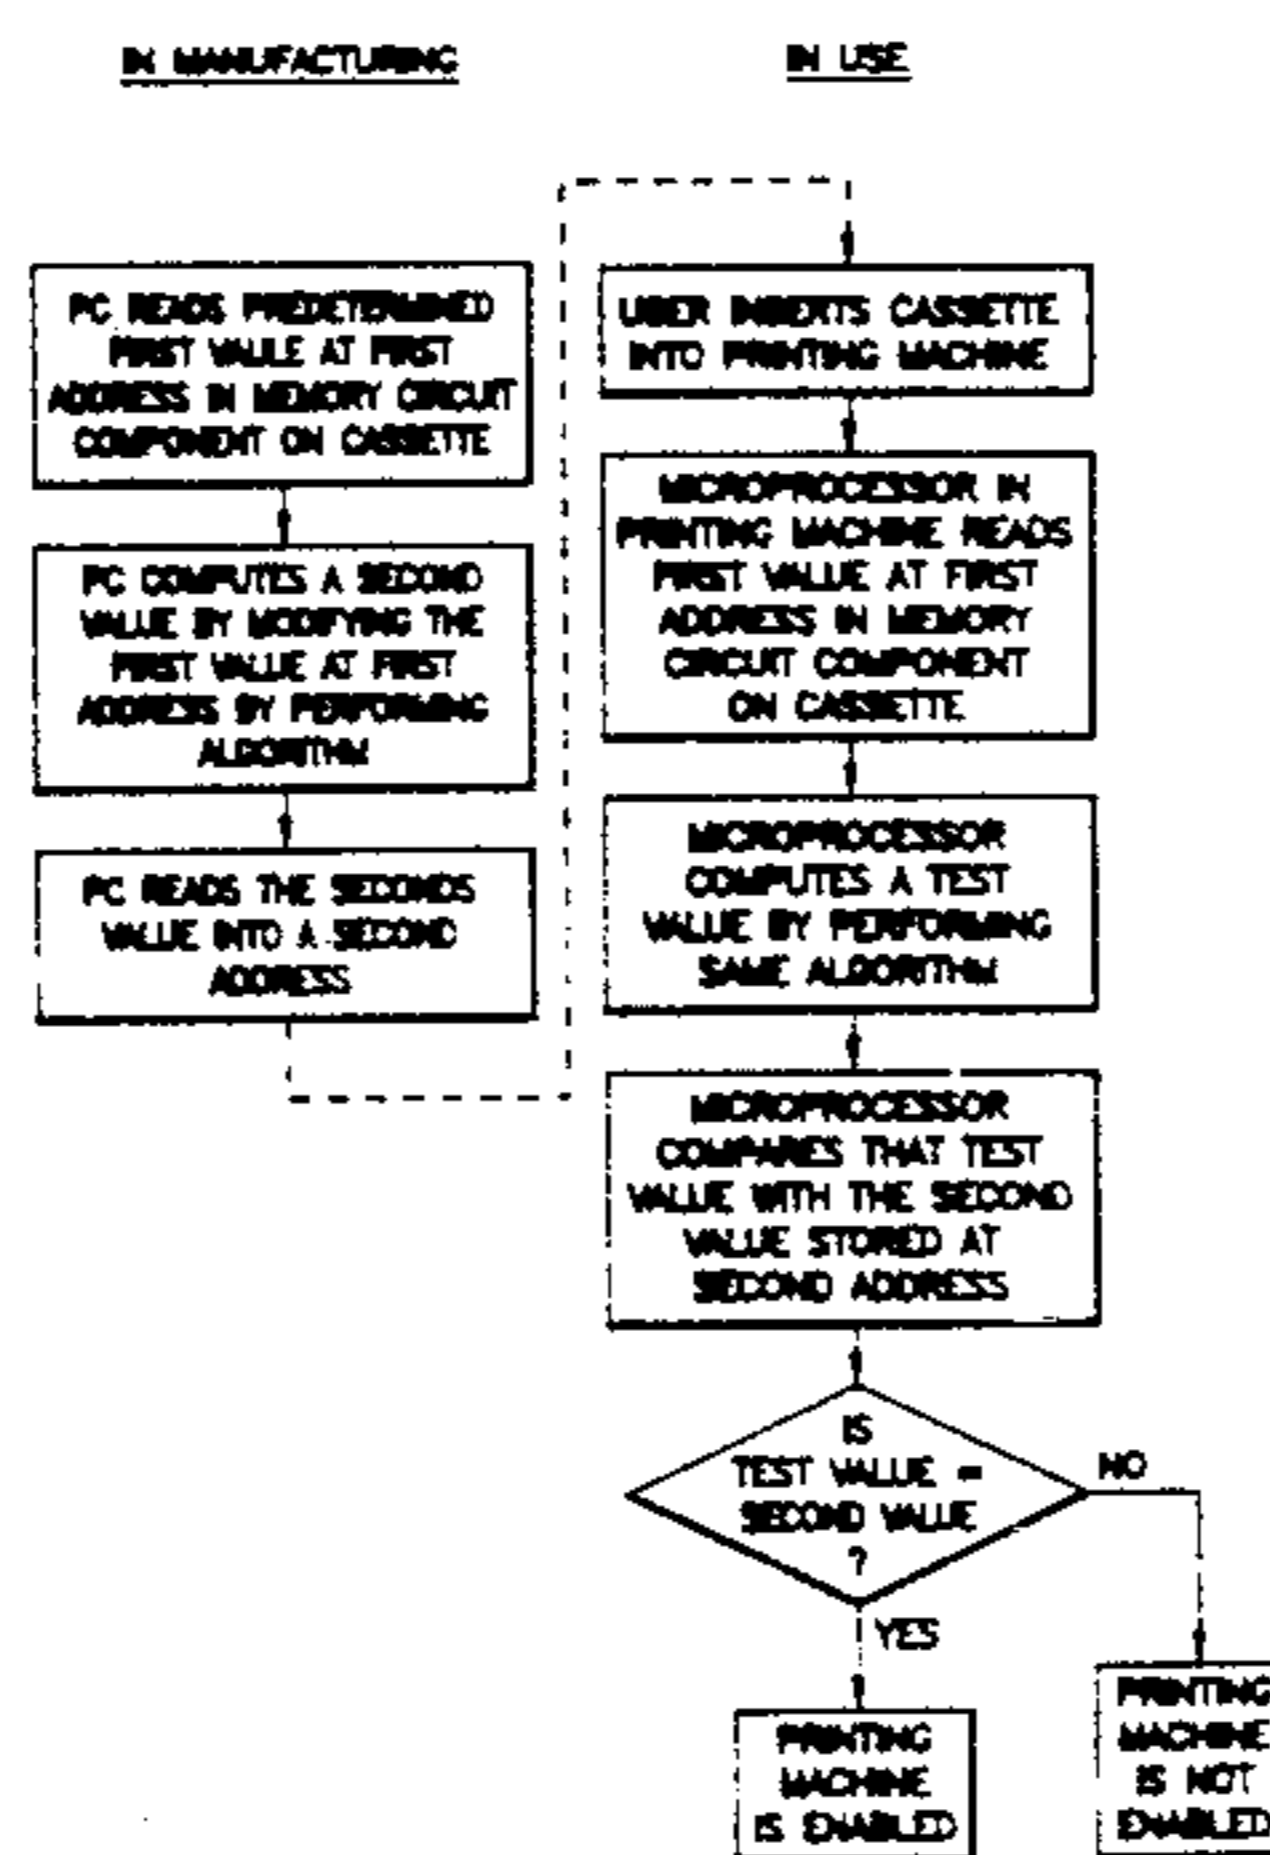 IN MANUFACTURING
PC READS PREDETERMINED
FIRST VALUE AT FIRST
ADDRESS IN MEMORY CIRCUIT
COMPONENT ON CASSETTE
PC COMPUTES A SECOND
VALUE BY MODIFYING THE
FIRST VALUE AT FIRST
ADDRESS BY PERFORMING
ALGORITHM
PC READS THE SECONDS
VALUE INTO A SECOND
ADDRESS
IN USE
USER INSERTS CASSETTE
INTO PRINTING MACHINE
MICROPROCESSOR IN
PRINTING MACHINE READS
FIRST VALUE AT FIRST
ADDRESS IN MEMORY
CIRCUIT COMPONENT
ON CASSETTE
MICROPROCESSOR
COMPUTES A TEST
VALUE BY PERFORMING
SAME ALGORITHM
MICROPROCESSOR
COMPARES THAT TEST
VALUE WITH THE SECOND
VALUE STORED AT
SECOND ADDRESS
IS
TEST VALUE =
SECOND VALUE
?
NO
YES
PRINTING
MACHINE
IS ENABLED
PRINTING
MACHINE
IS NOT
ENABLED